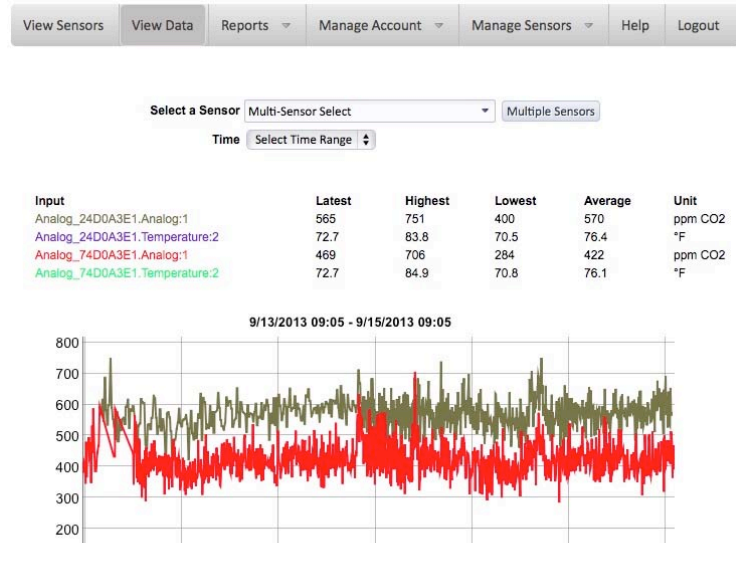 View Sensors View Data Reports Manage Account Manage Sensors Help Logout
Select a Sensor Multi-Sensor Select Multiple Sensors
Time Select Time Range
Input Latest Highest Lowest Average Unit
Analog_24D0A3E1.Analog:1 565 751 400 570 ppm CO2
Analog_24D0A3E1.Temperature:2 72.7 83.8 70.5 76.4 °F
Analog_74D0A3E1.Analog:1 469 706 284 422 ppm CO2
Analog_74D0A3E1.Temperature:2 72.7 84.9 70.8 76.1 °F
9/13/2013 09:05 - 9/15/2013 09:05
800
700
600
500
400
300
200